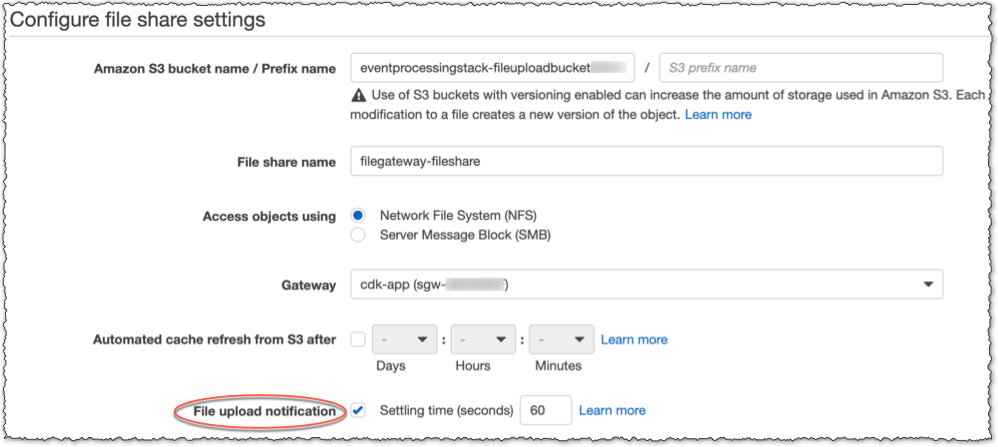 Configure file share settings
Amazon S3 bucket name / Prefix name eventprocessingstack-fileuploadbucket / S3 prefix name
Use of S3 buckets with versioning enabled can increase the amount of storage used in Amazon S3. Each
modification to a file creates a new version of the object. Learn more
File share name filegateway-fileshare
Access objects using Network File System (NFS)
Server Message Block (SMB)
Gateway cdk-app (sgw- )
Automated cache refresh from S3 after - : - : - Learn more
Days Hours Minutes
File upload notification Settling time (seconds) 60 Learn more